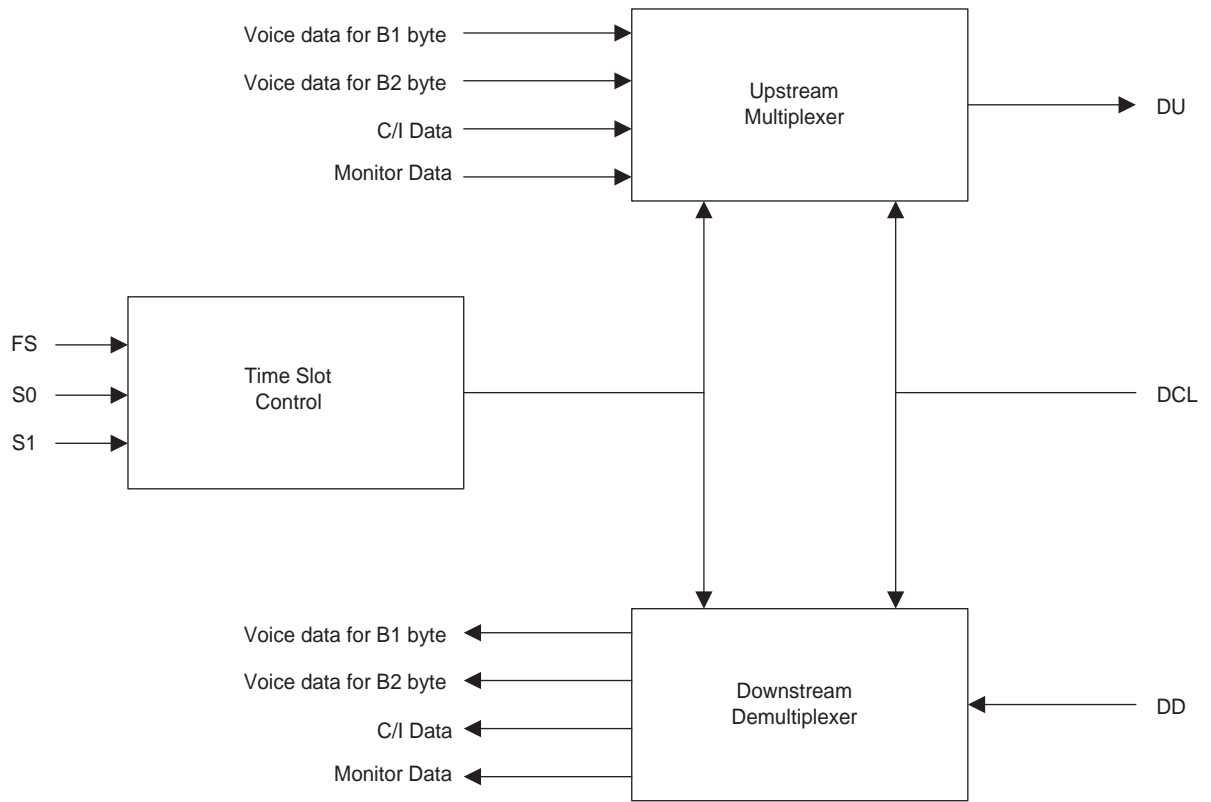 Voice data for B1 byte
Voice data for B2 byte
C/I Data
Monitor Data
Upstream
Multiplexer
DU
FS
S0
S1
Time Slot
Control
DCL
Voice data for B1 byte
Voice data for B2 byte
C/I Data
Monitor Data
Downstream
Demultiplexer
DD